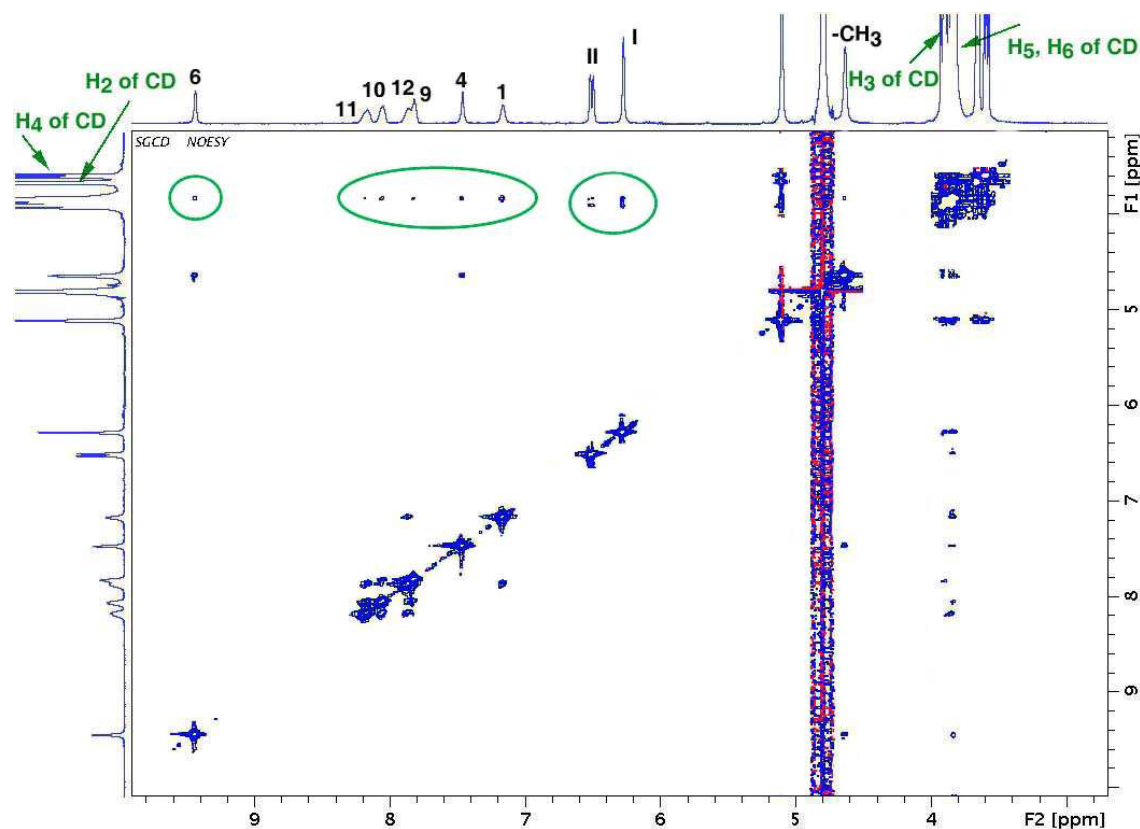 -CH3
I
II
H3 of CD
H5, H6 of CD
6
4
12
10
9
1
11
H2 of CD
H4 of CD
SGCD NOESY
F1 [ppm]
5
6
7
8
9
9
8
7
6
5
4
F2 [ppm]